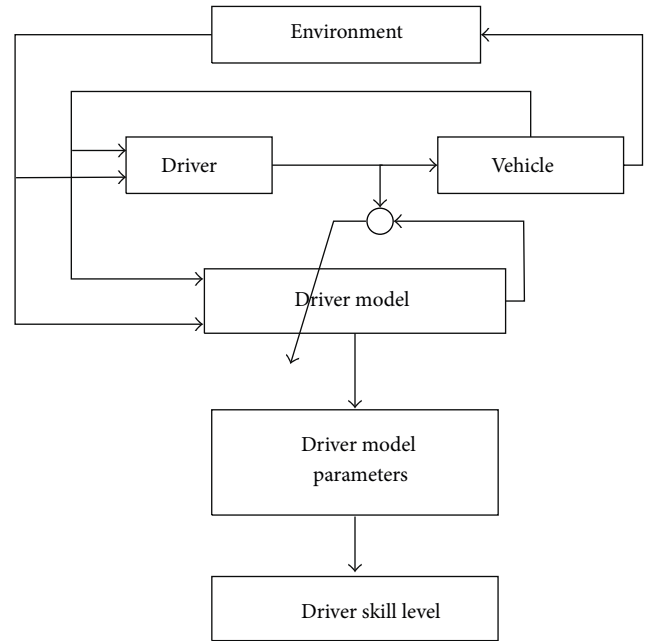 Environment
Driver
Vehicle
Driver model
Driver model
parameters
Driver skill level